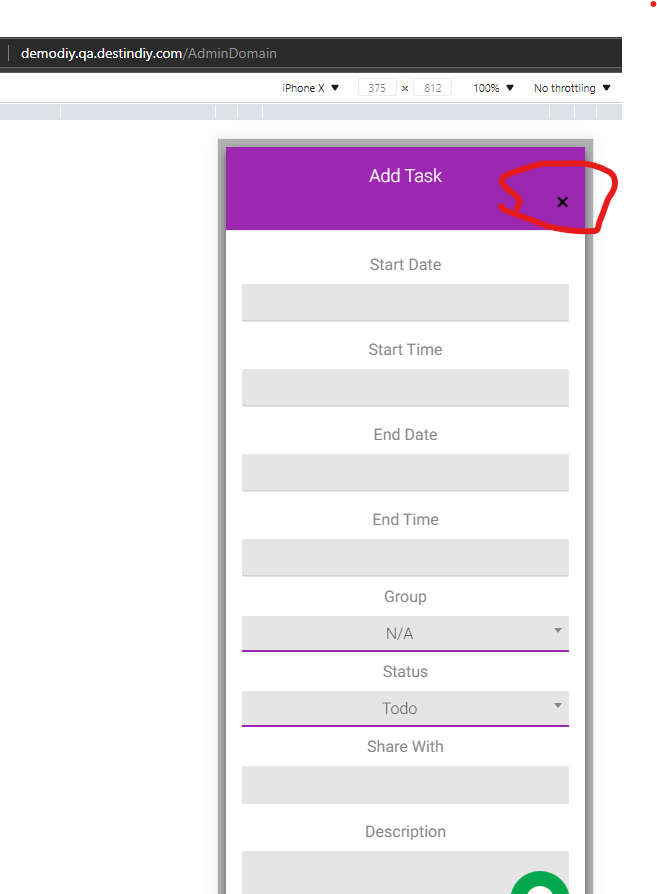 demodiy.qa.destindiy.com/AdminDomain
iPhone X ▼ 375 × 812 100% ▼ No throttling ▼
Add Task
×
Start Date
Start Time
End Date
End Time
Group
N/A
Status
Todo
Share With
Description